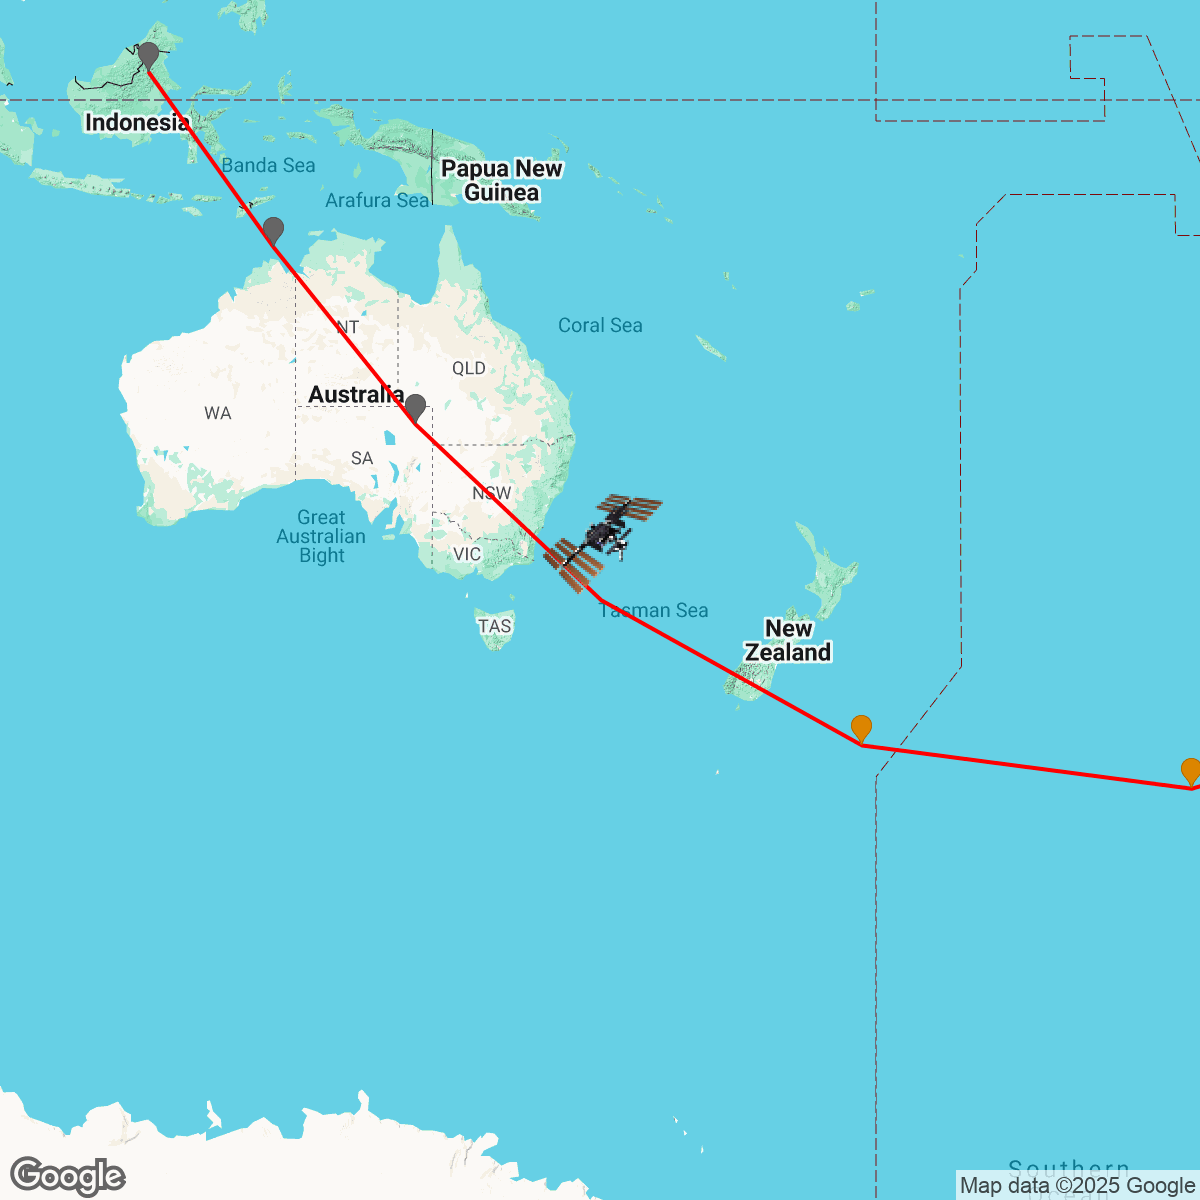 Indonesia
Banda Sea
Papua New
Guinea
Arafura Sea
Coral Sea
NT
QLD
Australia
WA
SA
NSW
Great
Australian
Bight
VIC
Tasman Sea
TAS
New
Zealand
Southern
Ocean
Google
Map data ©2025 Google